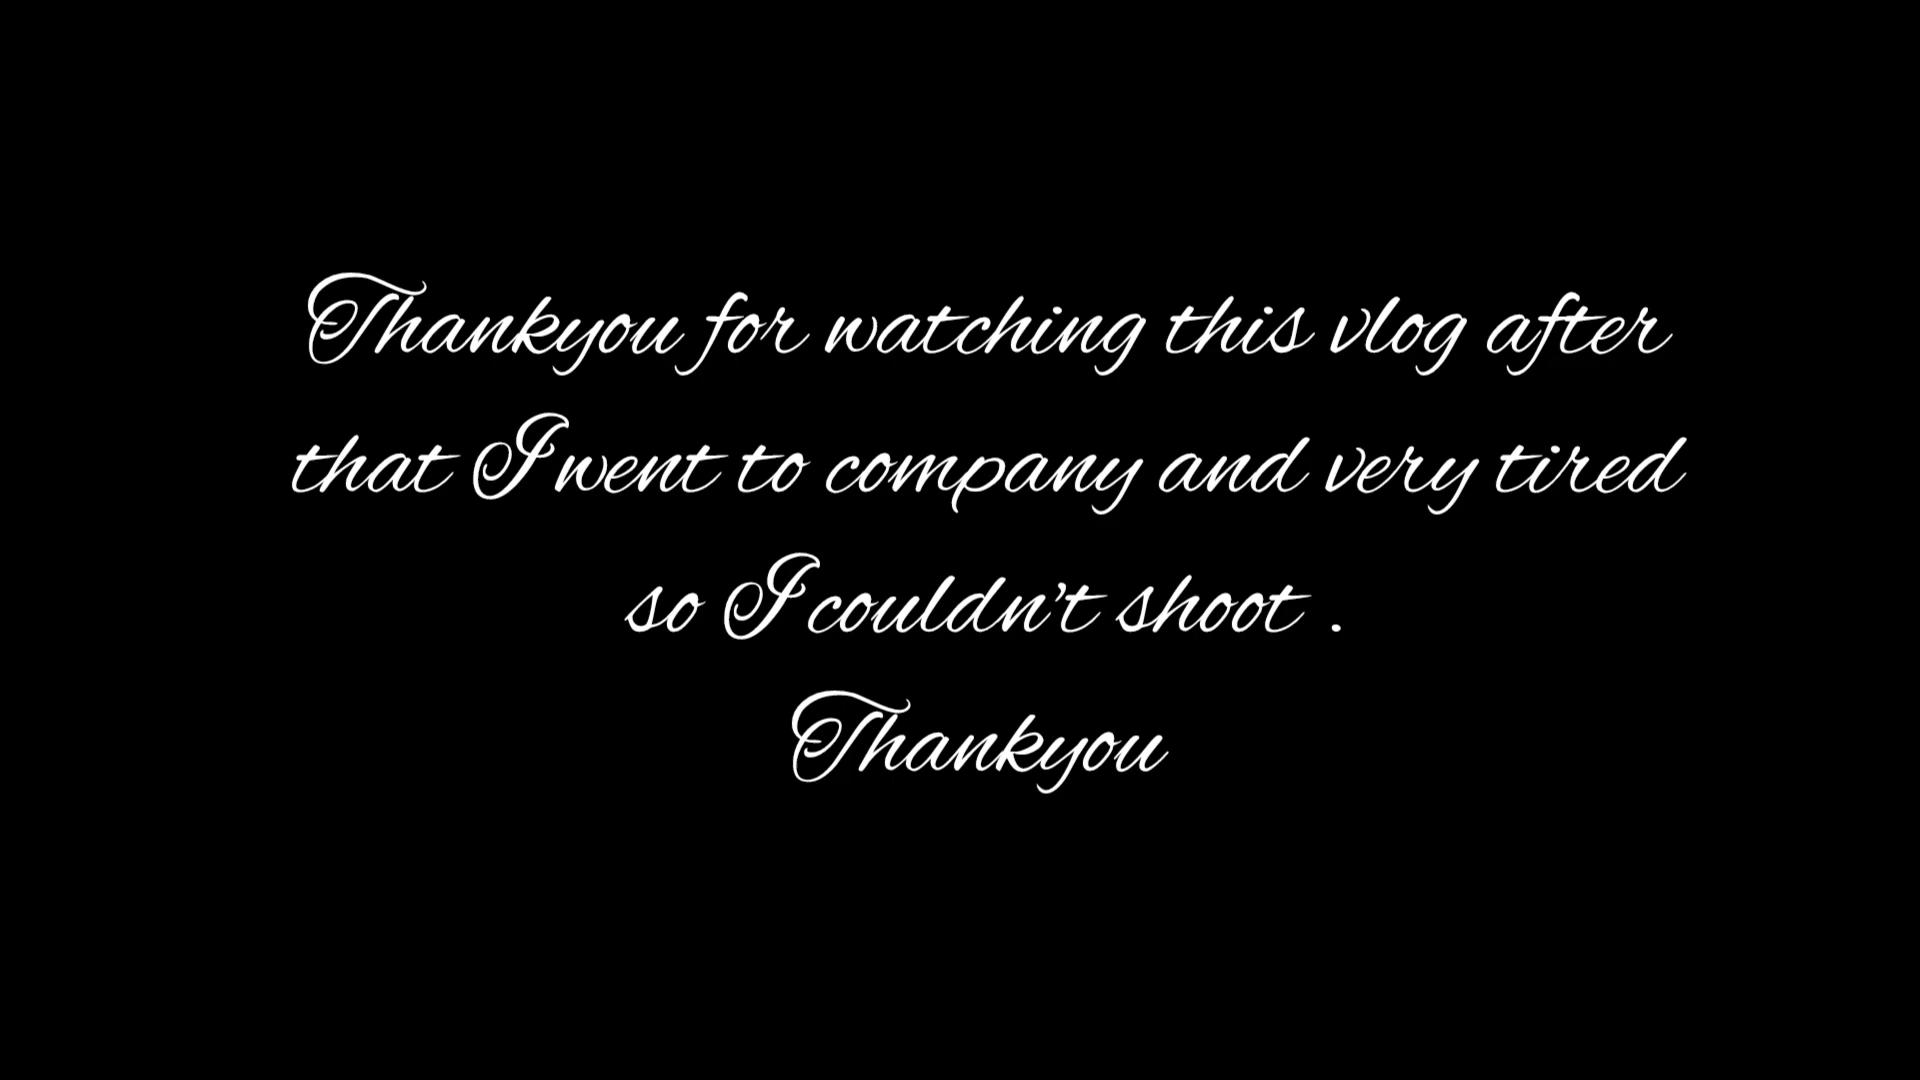 Thankyou for watching this vlog after
that I went to company and very tired
so I couldn't shoot .
Thankyou